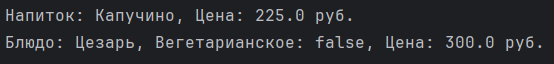 Напиток: Капучино, Цена: 225.0 руб.
Блюдо: Цезарь, Вегетарианское: false, Цена: 300.0 руб.